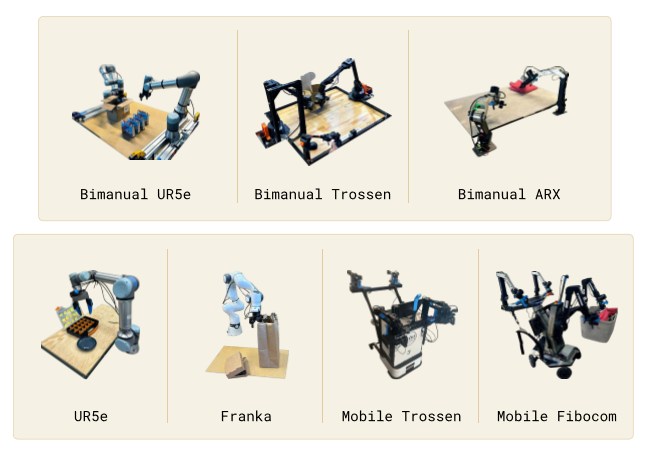 Bimanual UR5e
Bimanual Trossen
Bimanual ARX
UR5e
Franka
Mobile Trossen
Mobile Fibocom